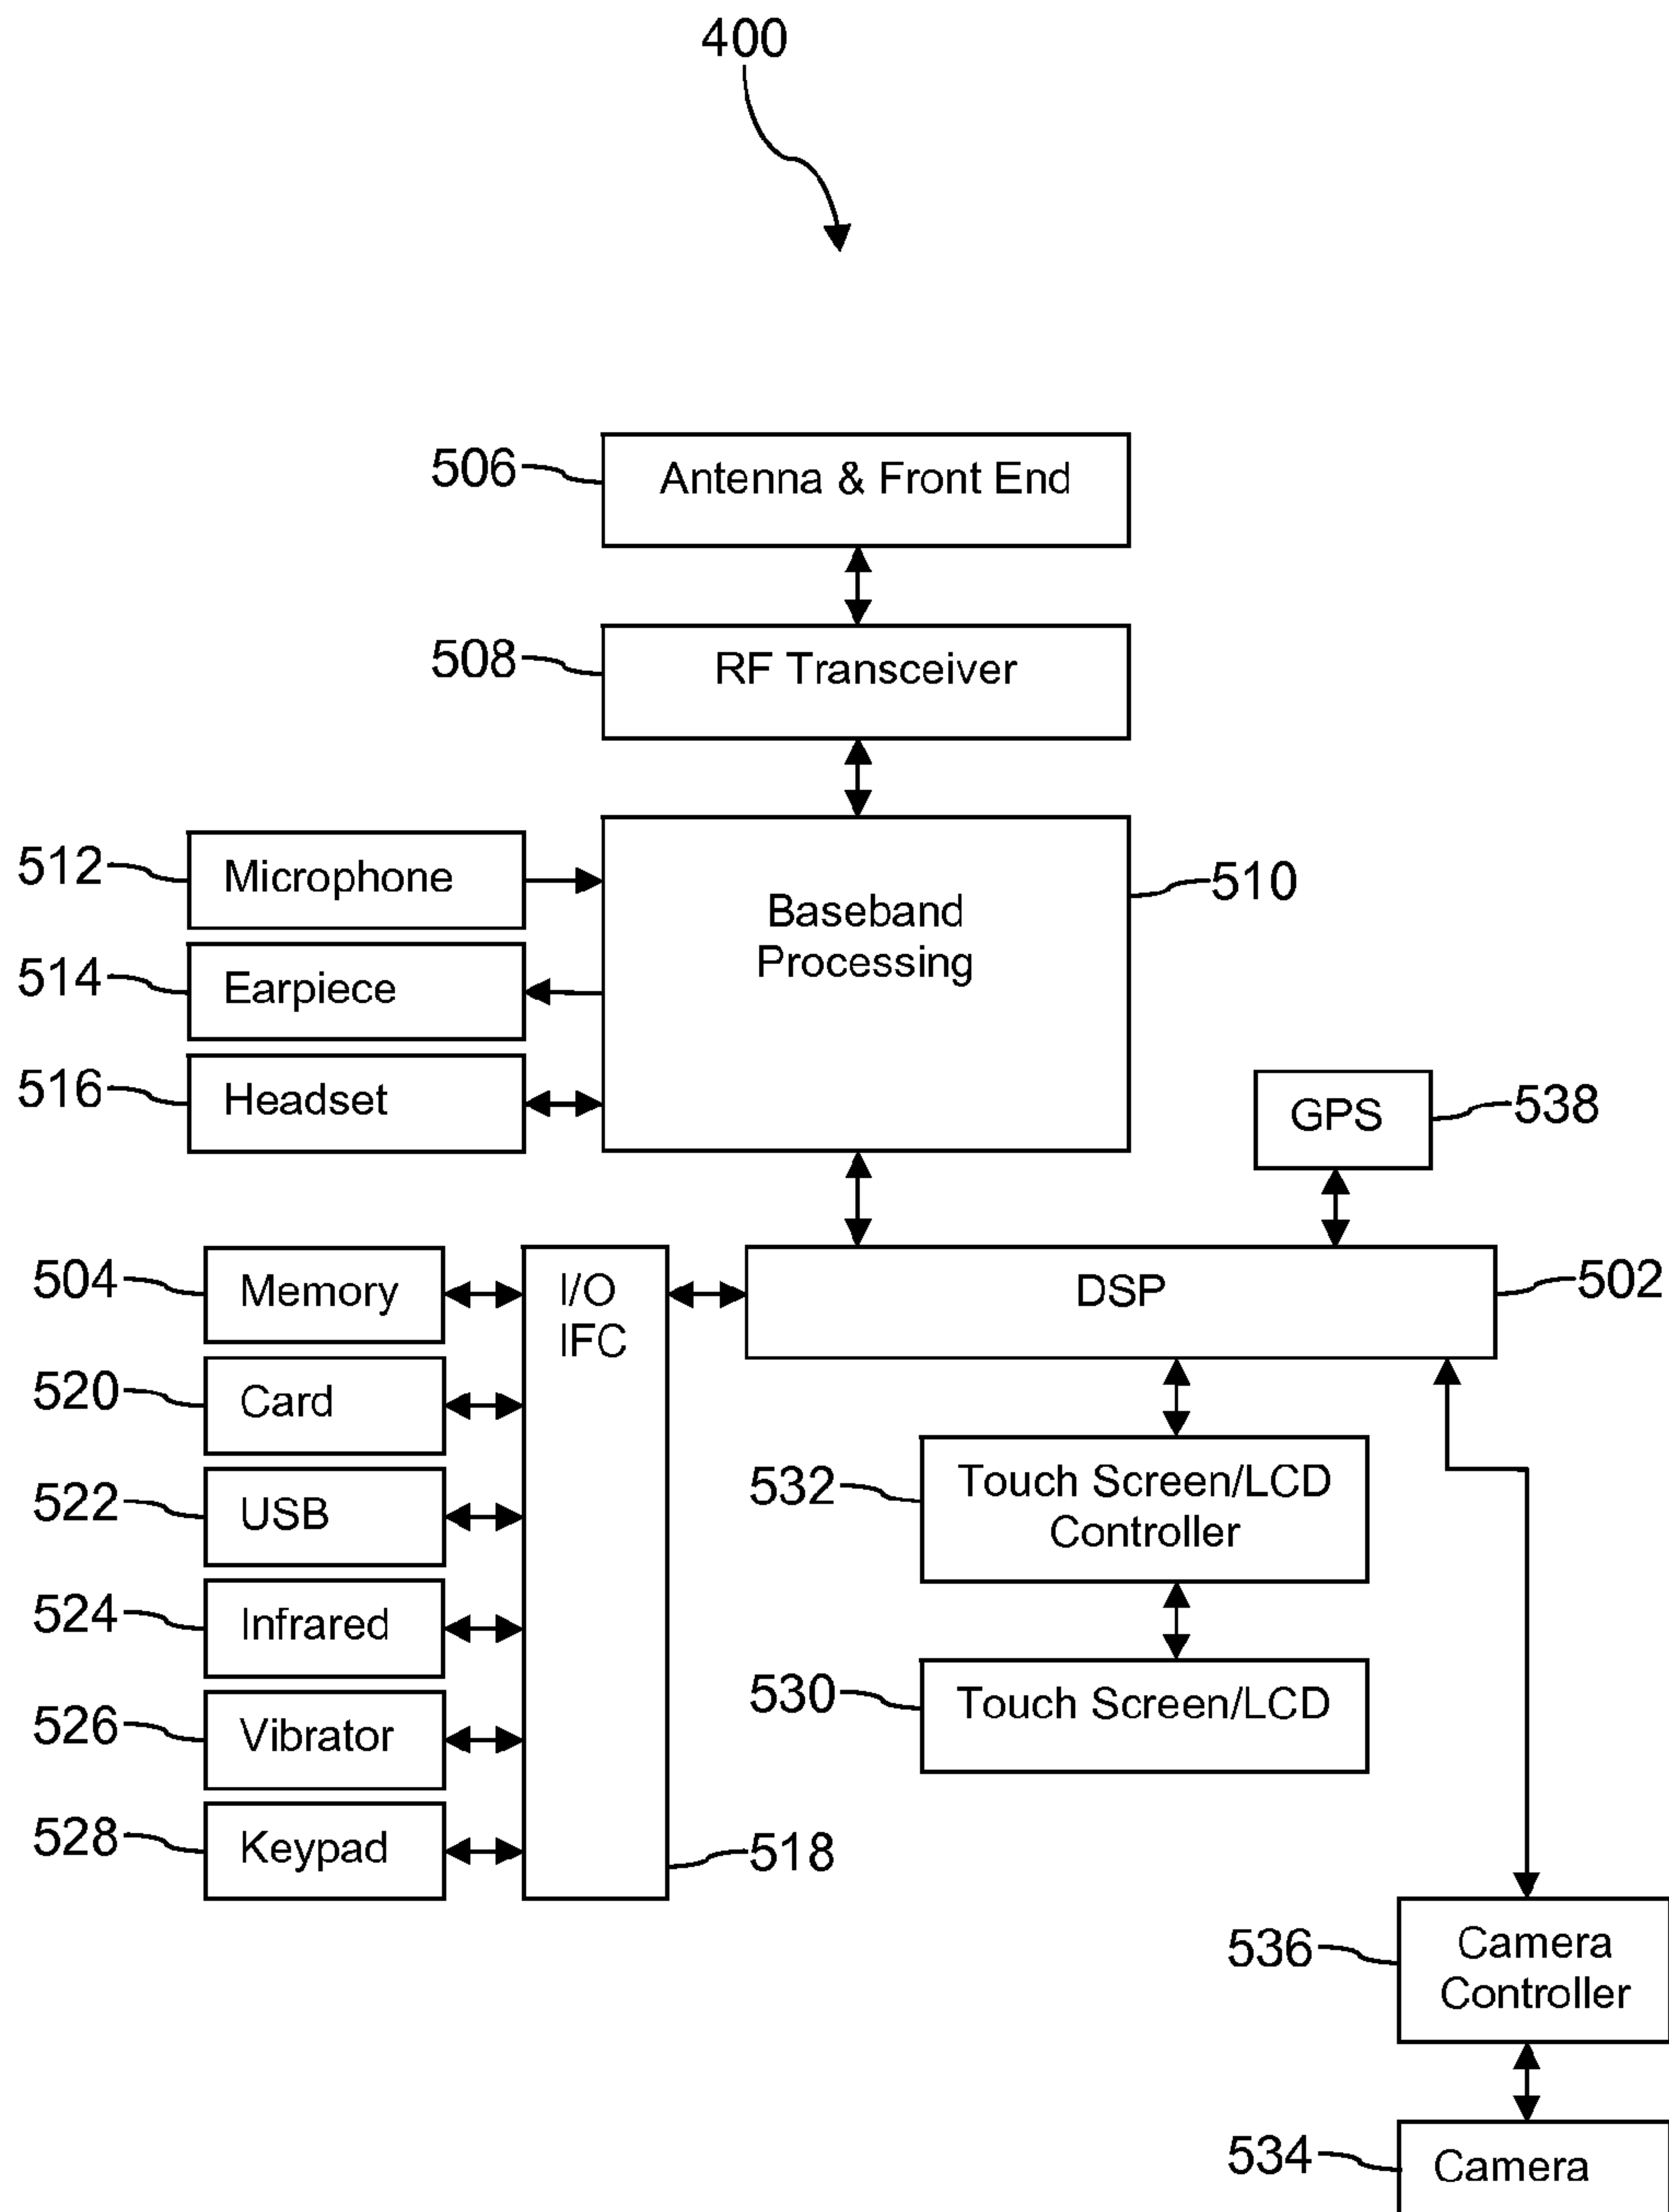 400
506
Antenna & Front End
508
RF Transceiver
512
Microphone
Baseband
Processing
510
514
Earpiece
516
Headset
GPS
538
504
Memory
I/O
IFC
DSP
502
520
Card
522
USB
532
Touch Screen/LCD
Controller
524
Infrared
530
Touch Screen/LCD
526
Vibrator
528
Keypad
518
536
Camera
Controller
534
Camera